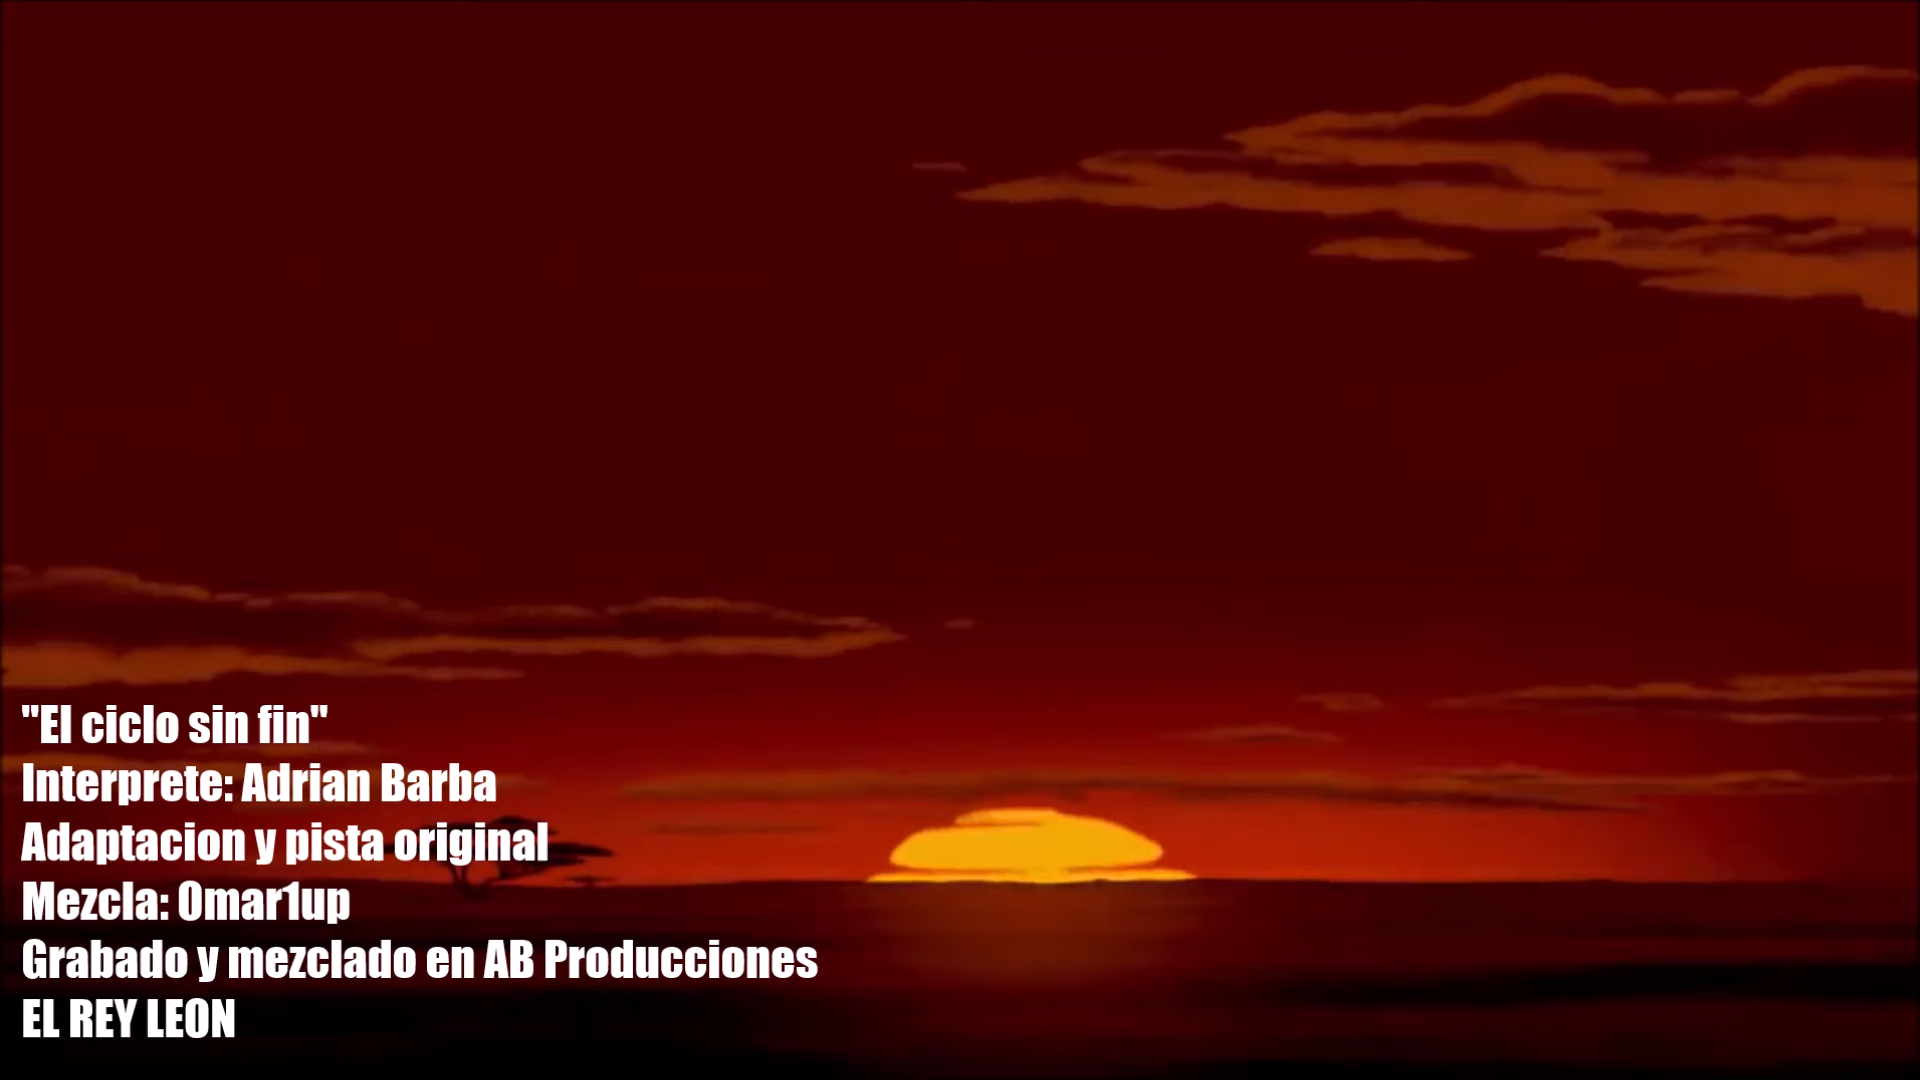 "El ciclo sin fin"
Interprete: Adrian Barba
Adaptacion y pista original
Mezcla: Omar1up
Grabado y mezclado en AB Producciones
EL REY LEON